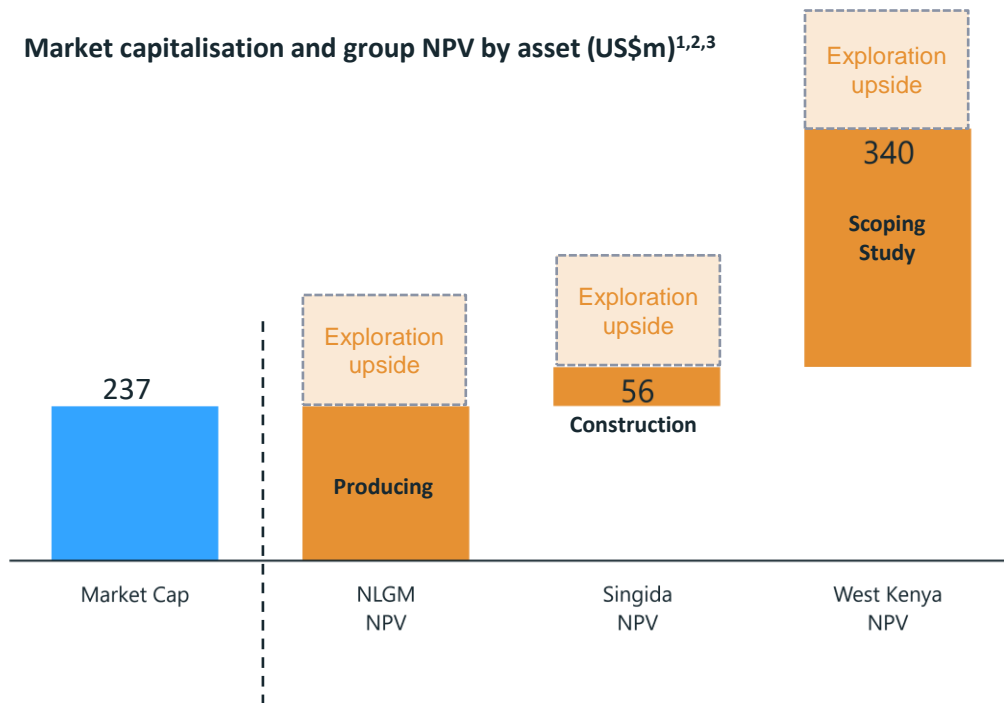 Market capitalisation and group NPV by asset (US$m)1,2,3
Exploration
upside
340
Scoping
Study
Exploration
upside
56
Construction
Exploration
upside
Producing
237
Market Cap
NLGM
NPV
Singida
NPV
West Kenya
NPV